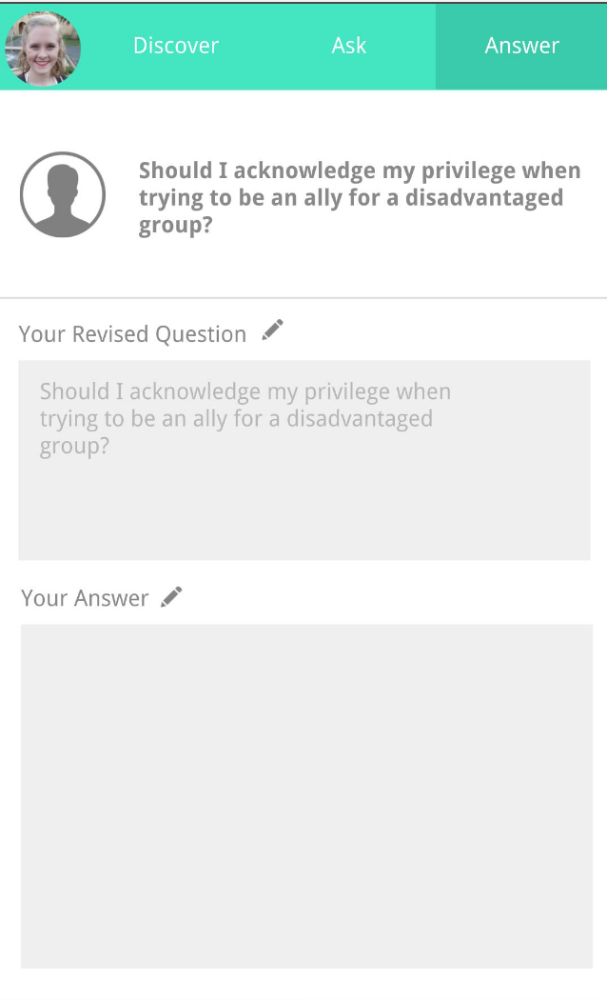 Discover Ask Answer
Should I acknowledge my privilege when
trying to be an ally for a disadvantaged
group?
Your Revised Question
Should I acknowledge my privilege when
trying to be an ally for a disadvantaged
group?
Your Answer